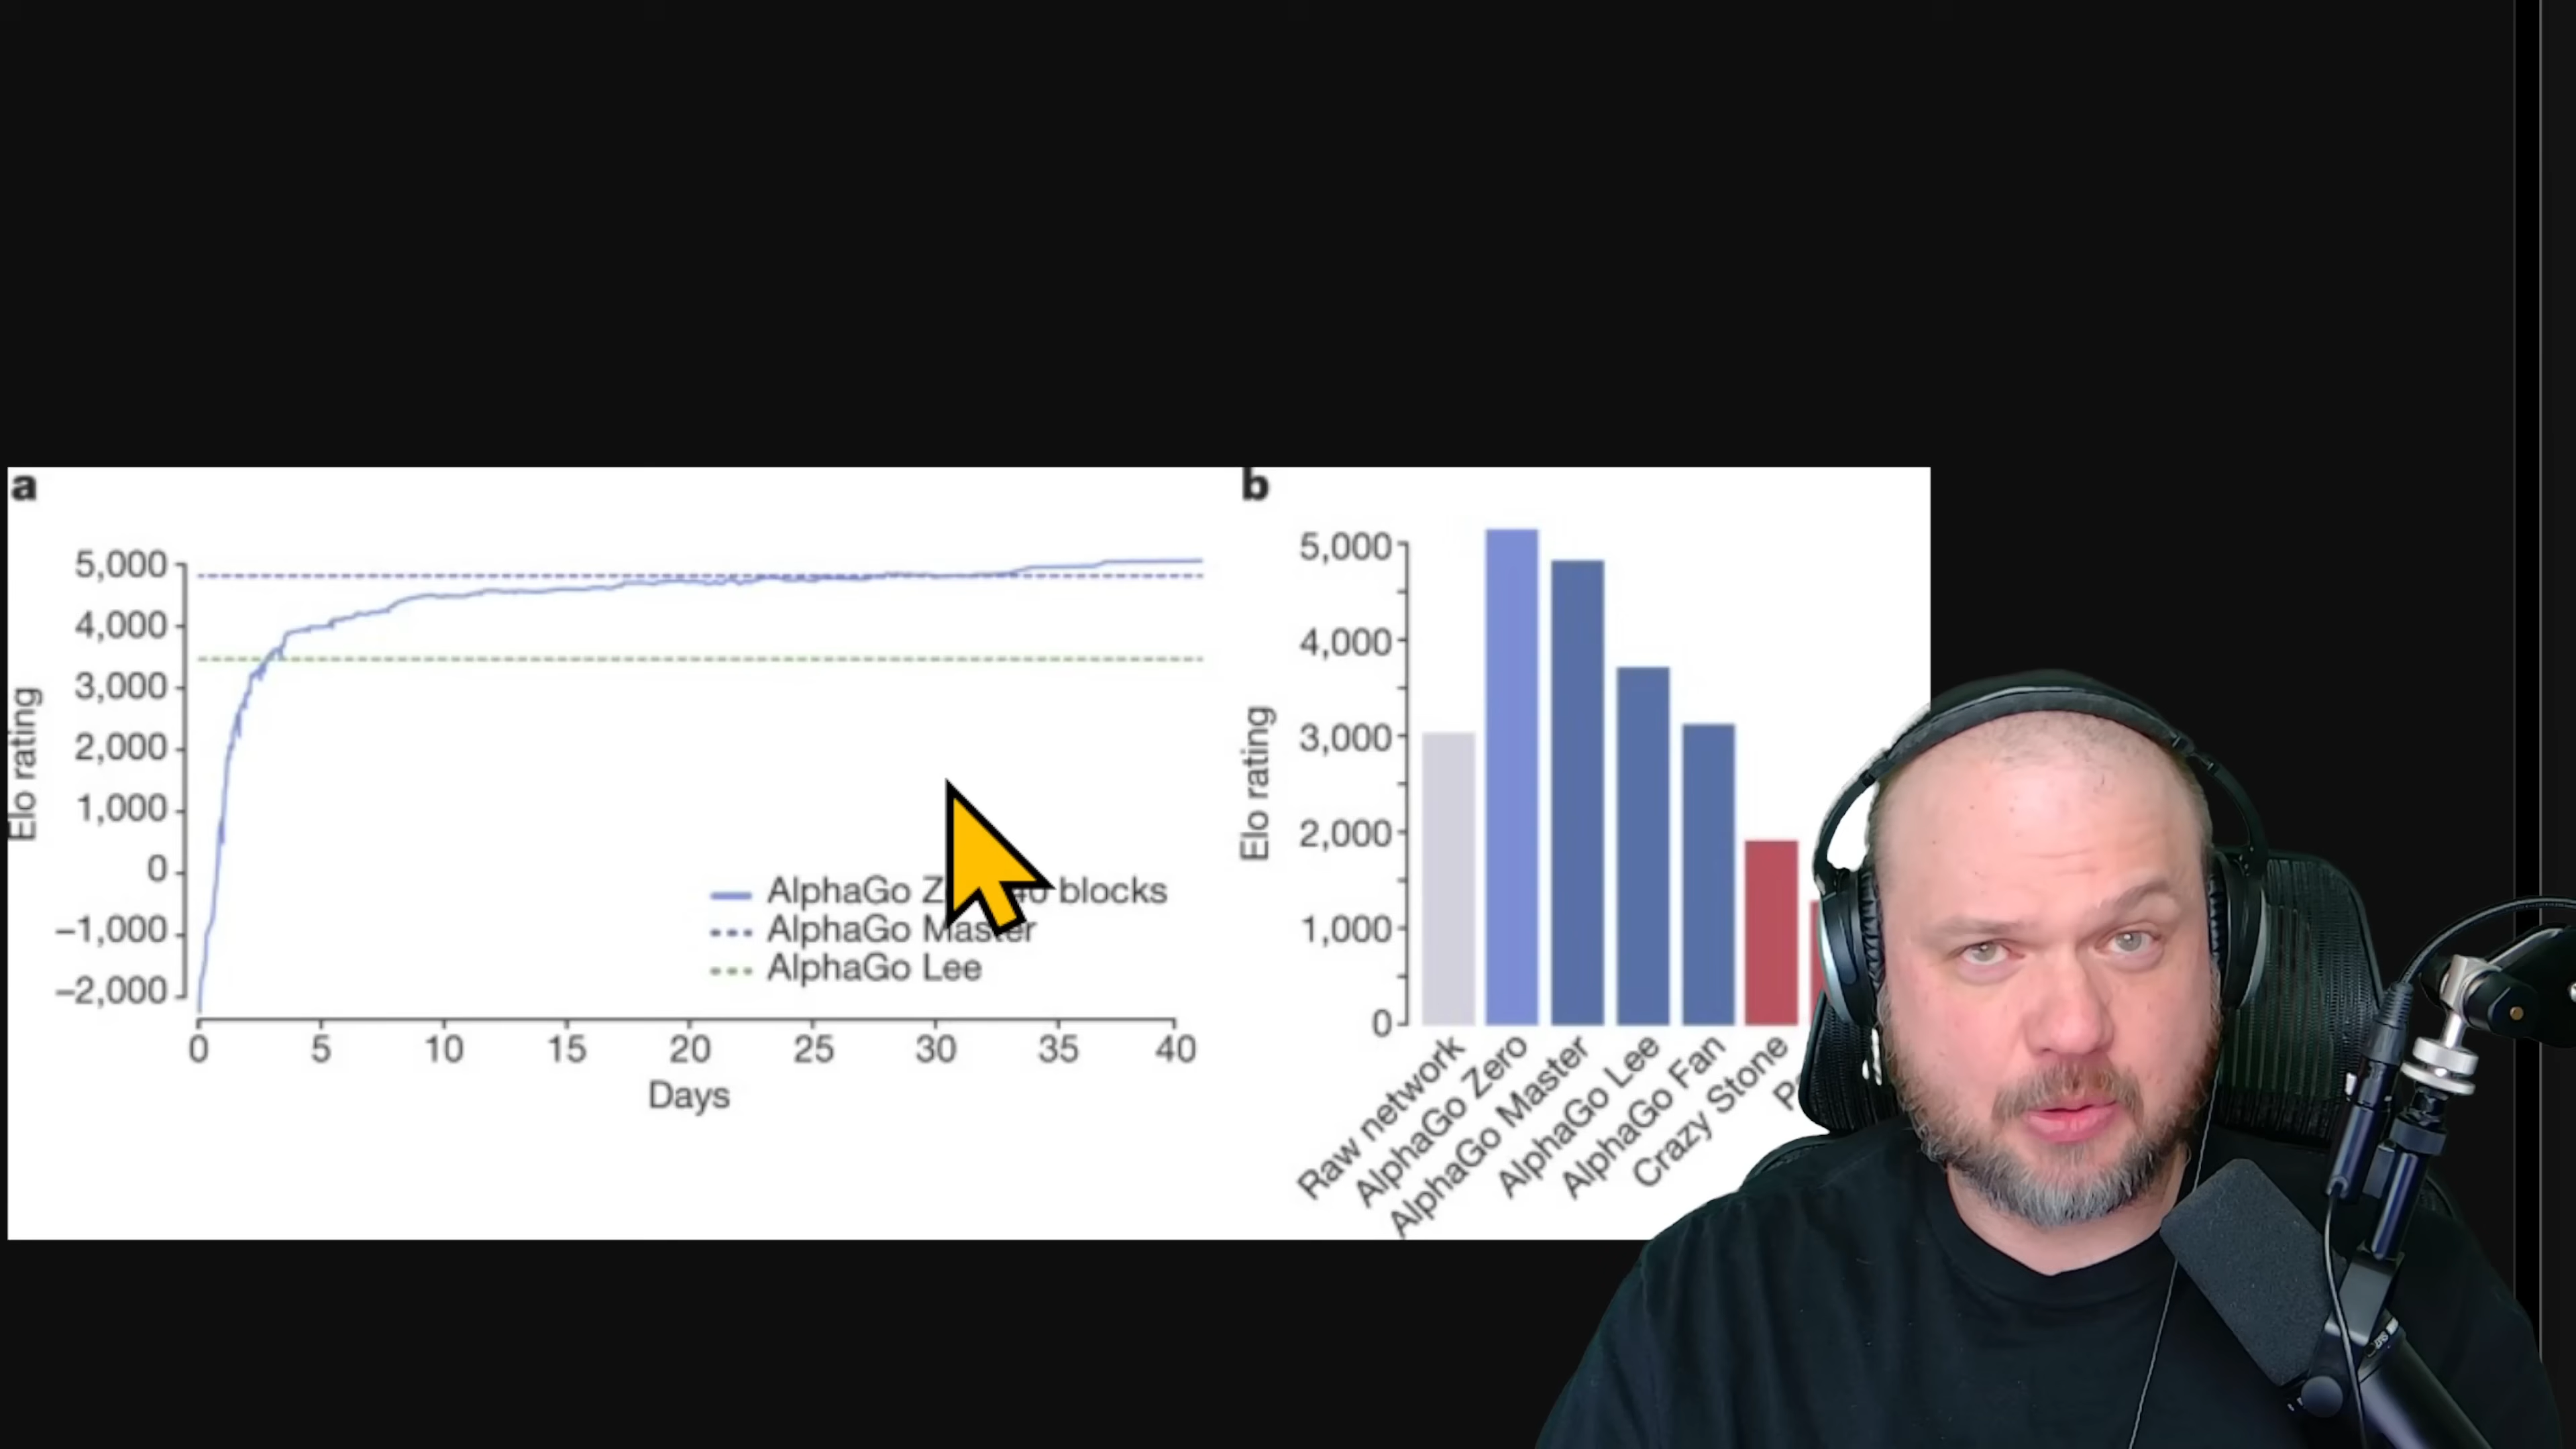 a
5,000
4,000
3,000
2,000
1,000
0
−1,000
−2,000
Elo rating
0 5 10 15 20 25 30 35 40
Days
AlphaGo 40 blocks
AlphaGo Master
AlphaGo Lee
b
5,000
4,000
3,000
2,000
1,000
0
Elo rating
Raw network
AlphaGo Zero
AlphaGo Master
AlphaGo Lee
AlphaGo Fan
Crazy Stone